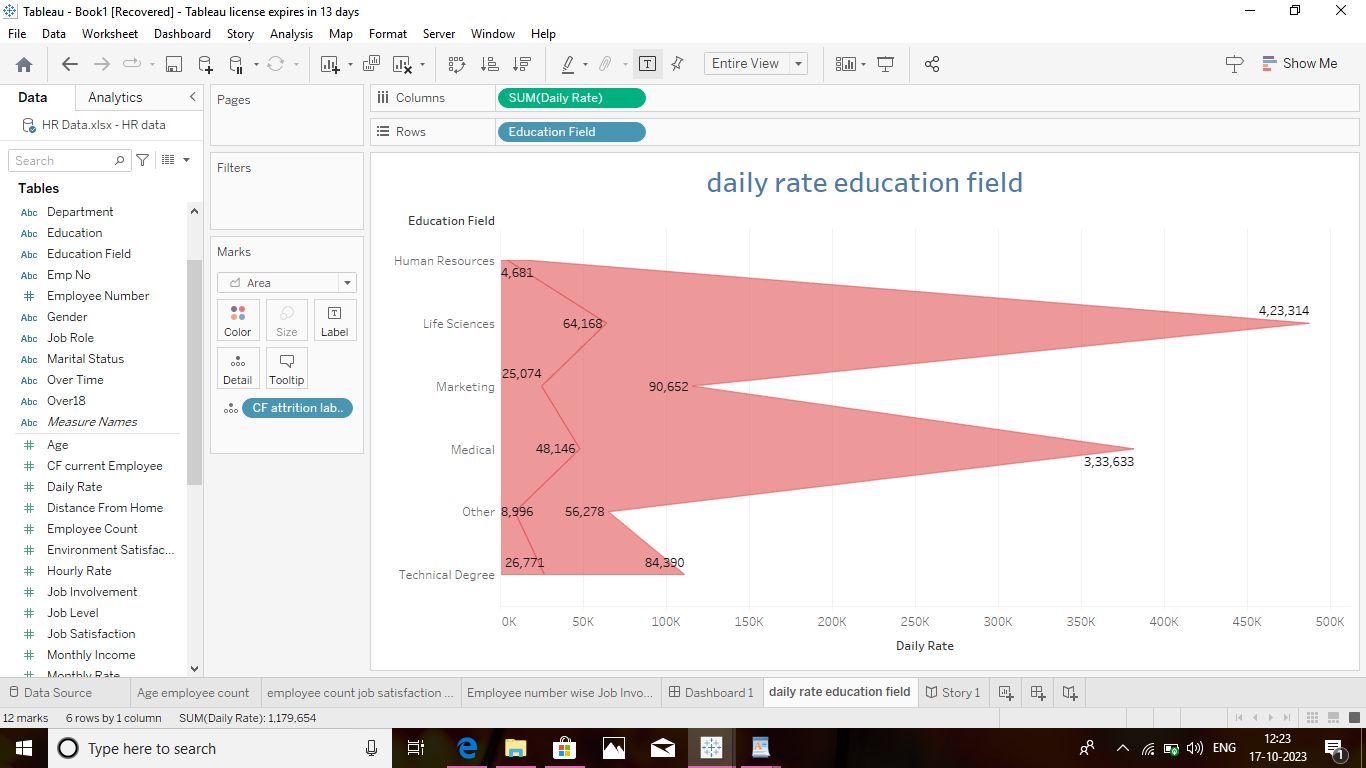 Tableau - Book1 [Recovered] - Tableau license expires in 13 days
File Data Worksheet Dashboard Story Analysis Map Format Server Window Help
Entire View
Show Me
Data Analytics
HR Data.xlsx - HR data
Search
Tables
Abc Department
Abc Education
Abc Education Field
Abc Emp No
# Employee Number
Abc Gender
Abc Job Role
Abc Marital Status
Abc Over Time
Abc Over18
Abc Measure Names
# Age
# CF current Employee
# Daily Rate
# Distance From Home
# Employee Count
# Environment Satisfac...
# Hourly Rate
# Job Involvement
# Job Level
# Job Satisfaction
# Monthly Income
# Monthly Rate
Pages
Filters
Marks
Area
Color Size Label
Detail Tooltip
CF attrition lab..
Columns SUM(Daily Rate)
Rows Education Field
daily rate education field
Education Field
Human Resources
4,681
4,23,314
Life Sciences 64,168
25,074
Marketing 90,652
Medical 48,146
3,33,633
Other 8,996 56,278
26,771 84,390
Technical Degree
0K 50K 100K 150K 200K 250K 300K 350K 400K 450K 500K
Daily Rate
Data Source Age employee count employee count job satisfaction ... Employee number wise Job Invo... Dashboard 1 daily rate education field Story 1
12 marks 6 rows by 1 column SUM(Daily Rate): 1,179,654
Type here to search
ENG
12:23
17-10-2023
1